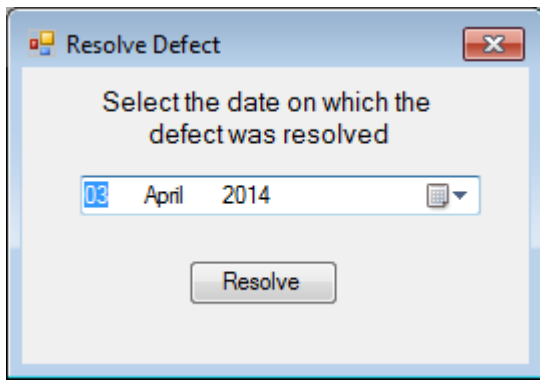 Resolve Defect
Select the date on which the
defect was resolved
03 April 2014
Resolve